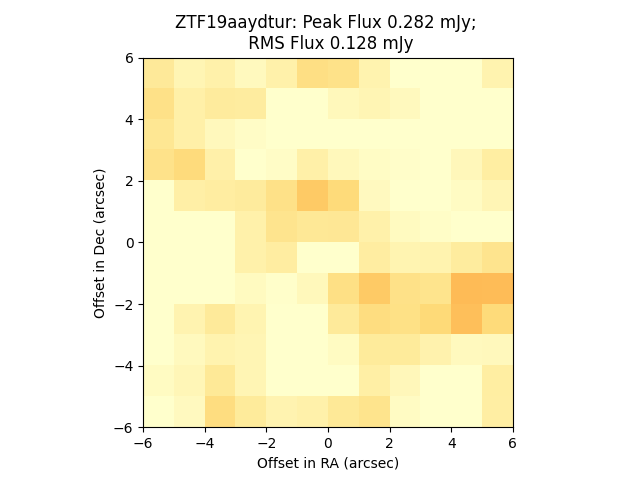 ZTF19aaydtur: Peak Flux 0.282 mJy;
RMS Flux 0.128 mJy
6
4
2
0
−2
−4
−6
Offset in Dec (arcsec)
−6 −4 −2 0 2 4 6
Offset in RA (arcsec)